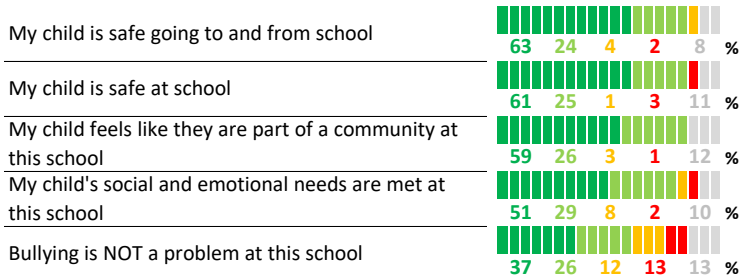 My child is safe going to and from school
63 24 4 2 8 %
My child is safe at school
61 25 1 3 11 %
My child feels like they are part of a community at
this school
59 26 3 1 12 %
My child's social and emotional needs are met at
this school
51 29 8 2 10 %
Bullying is NOT a problem at this school
37 26 12 13 13 %